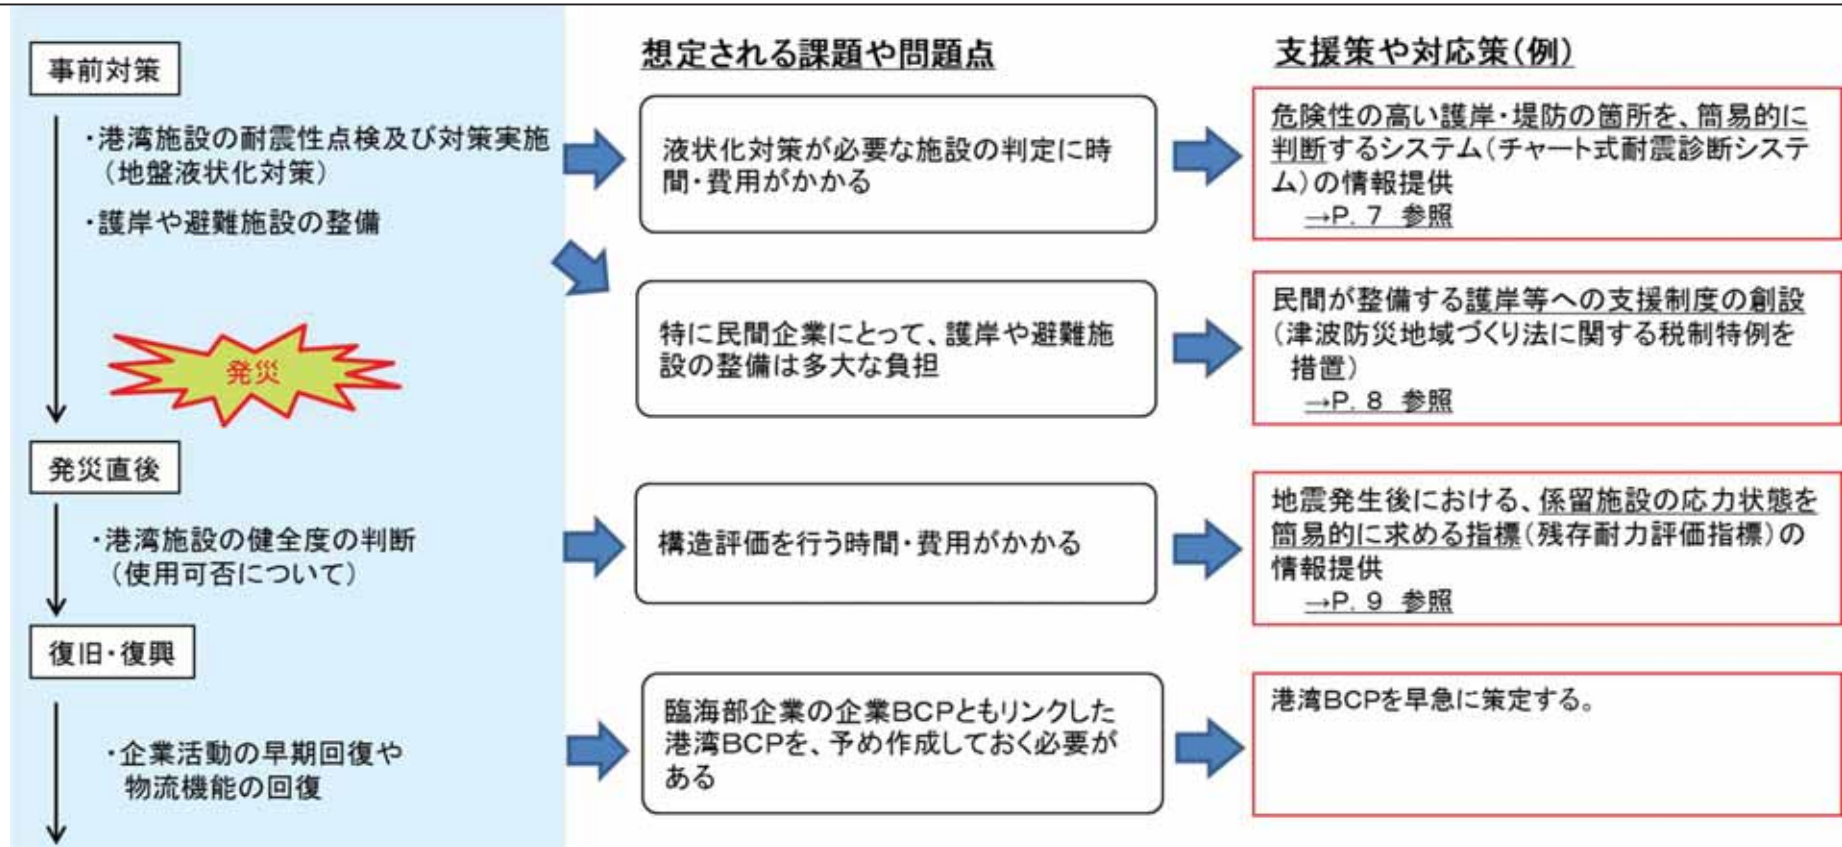 事前対策
・港湾施設の耐震性点検及び対策実施
（地盤液状化対策）
・護岸や避難施設の整備
発災
発災直後
・港湾施設の健全度の判断
（使用可否について）
復旧・復興
・企業活動の早期回復や
物流機能の回復
想定される課題や問題点
液状化対策が必要な施設の判定に時
間・費用がかかる
特に民間企業にとって、護岸や避難施
設の整備は多大な負担
構造評価を行う時間・費用がかかる
臨海部企業の企業BCPともリンクした
港湾BCPを、予め作成しておく必要が
ある
支援策や対応策（例）
危険性の高い護岸・堤防の箇所を、簡易的に
判断するシステム（チャート式耐震診断システ
ム）の情報提供
→P．７　参照
民間が整備する護岸等への支援制度の創設
（津波防災地域づくり法に関する税制特例を
措置）
→P．８　参照
地震発生後における、係留施設の応力状態を
簡易的に求める指標（残存耐力評価指標）の
情報提供
→P．９　参照
港湾BCPを早急に策定する。